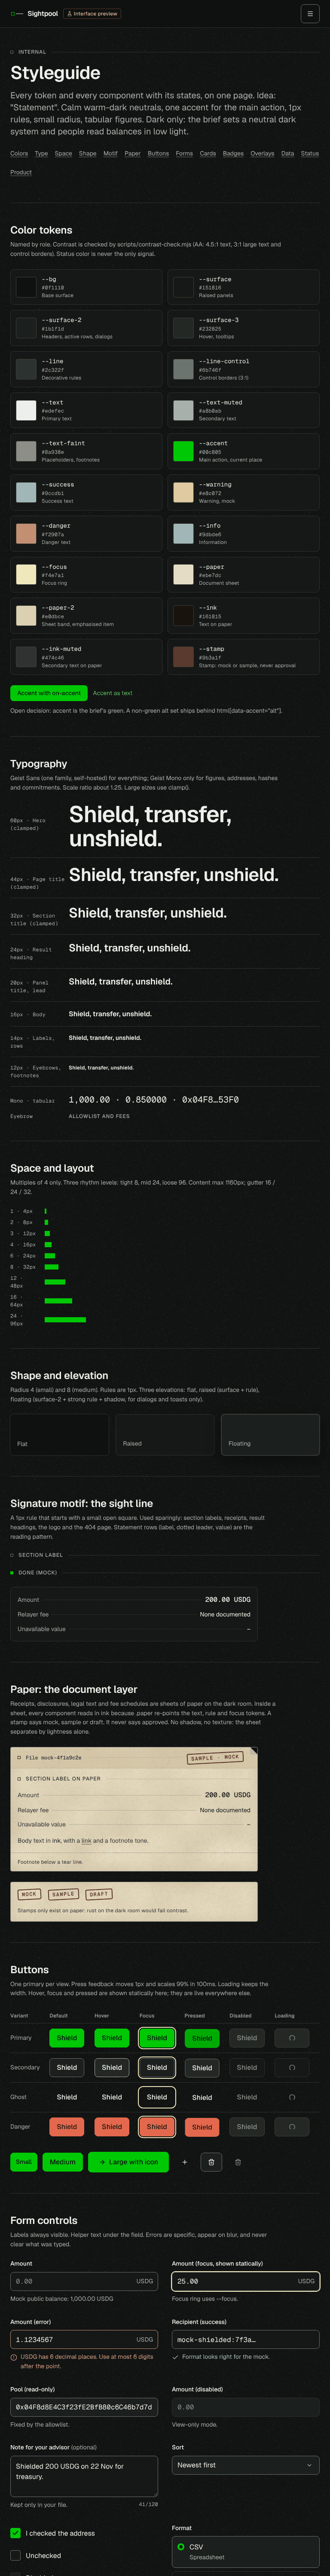 Sightpool
Interface preview
INTERNAL
Styleguide
Every token and every component with its states, on one page. Idea:
"Statement". Calm warm-dark neutrals, one accent for the main action, 1px
rules, small radius, tabular figures. Dark only: the brief sets a neutral dark
system and people read balances in low light.
Colors Type Space Shape Motif Paper Buttons Forms Cards Badges Overlays Data Status
Product
Color tokens
Named by role. Contrast is checked by scripts/contrast-check.mjs (AA: 4.5:1 text, 3:1 large text and
control borders). Status color is never the only signal.
--bg
#0f1110
Base surface
--surface
#151816
Raised panels
--surface-2
#1b1f1d
Headers, active rows, dialogs
--surface-3
#232825
Hover, tooltips
--line
#2c322f
Decorative rules
--line-control
#6b746f
Control borders (3:1)
--text
#edefec
Primary text
--text-muted
#a8b0ab
Secondary text
--text-faint
#8a938e
Placeholders, footnotes
--accent
#00c805
Main action, current place
--success
Success text
--warning
#e8c072
Warning, mock
--danger
#f2907a
Danger text
--info
#9dbde6
Information
--focus
#f4e7a1
Focus ring
--paper
#ebe7dc
Document sheet
--paper-2
#e0dbce
Sheet band, emphasised item
--ink
#161815
Text on paper
--ink-muted
#474c46
Secondary text on paper
--stamp
#9b3a1f
Stamp: mock or sample, never approval
Accent with on-accent
Accent as text
Open decision: accent is the brief's green. A non-green alt set ships behind html[data-accent="alt"].
Typography
Geist Sans (one family, self-hosted) for everything; Geist Mono only for figures, addresses, hashes
and commitments. Scale ratio about 1.25. Large sizes use clamp().
60px · Hero
(clamped)
Shield, transfer,
unshield.
44px · Page title
(clamped)
Shield, transfer, unshield.
32px · Section
title (clamped)
Shield, transfer, unshield.
24px · Result
heading
Shield, transfer, unshield.
20px · Panel
title, lead
Shield, transfer, unshield.
16px · Body
Shield, transfer, unshield.
14px · Labels,
rows
Shield, transfer, unshield.
12px · Eyebrows,
footnotes
Shield, transfer, unshield.
Mono · tabular
1,000.00 · 0.850000 · 0x04F8…53F0
Eyebrow
ALLOWLIST AND FEES
Space and layout
Multiples of 4 only. Three rhythm levels: tight 8, mid 24, loose 96. Content max 1160px; gutter 16 /
24 / 32.
1 · 4px
2 · 8px
3 · 12px
4 · 16px
6 · 24px
8 · 32px
12 ·
48px
16 ·
64px
24 ·
96px
Shape and elevation
Radius 4 (small) and 8 (medium). Rules are 1px. Three elevations: flat, raised (surface + rule),
floating (surface-2 + strong rule + shadow, for dialogs and toasts only).
Flat
Raised
Floating
Signature motif: the sight line
A 1px rule that starts with a small open square. Used sparingly: section labels, receipts, result
headings, the logo and the 404 page. Statement rows (label, dotted leader, value) are the
reading pattern.
SECTION LABEL
DONE (MOCK)
Amount 200.00 USDG
Relayer fee None documented
Unavailable value –
Paper: the document layer
Receipts, disclosures, legal text and fee schedules are sheets of paper on the dark room. Inside a
sheet, every component reads in ink because .paper re-points the text, rule and focus tokens. A
stamp says mock, sample or draft. It never says approved. No shadow, no texture: the sheet
separates by lightness alone.
File mock-4f1a9c2e
SAMPLE · MOCK
SECTION LABEL ON PAPER
Amount 200.00 USDG
Relayer fee None documented
Unavailable value –
Body text in ink, with a link and a footnote tone.
Footnote below a tear line.
MOCK SAMPLE DRAFT
Stamps only exist on paper: rust on the dark room would fail contrast.
Buttons
One primary per view. Press feedback moves 1px and scales 99% in 100ms. Loading keeps the
width. Hover, focus and pressed are shown statically here; they are live everywhere else.
Variant Default Hover Focus Pressed Disabled Loading
Primary Shield Shield Shield Shield Shield
Secondary Shield Shield Shield Shield Shield
Ghost Shield Shield Shield Shield Shield
Danger Shield Shield Shield Shield Shield
Small Medium Large with icon
Form controls
Labels always visible. Helper text under the field. Errors are specific, appear on blur, and never
clear what was typed.
Amount
0.00 USDG
Mock public balance: 1,000.00 USDG
Amount (focus, shown statically)
25.00 USDG
Focus ring uses --focus.
Amount (error)
1.1234567 USDG
USDG has 6 decimal places. Use at most 6 digits
after the point.
Recipient (success)
mock-shielded:7f3a…
Format looks right for the mock.
Pool (read-only)
Fixed by the allowlist.
Amount (disabled)
0.00
View-only mode.
Note for your advisor (optional)
Shielded 200 USDG on 22 Nov for
treasury.
Kept only in your file. 41/120
Sort
Newest first
I checked the address
Unchecked
Format
CSV
Spreadsheet